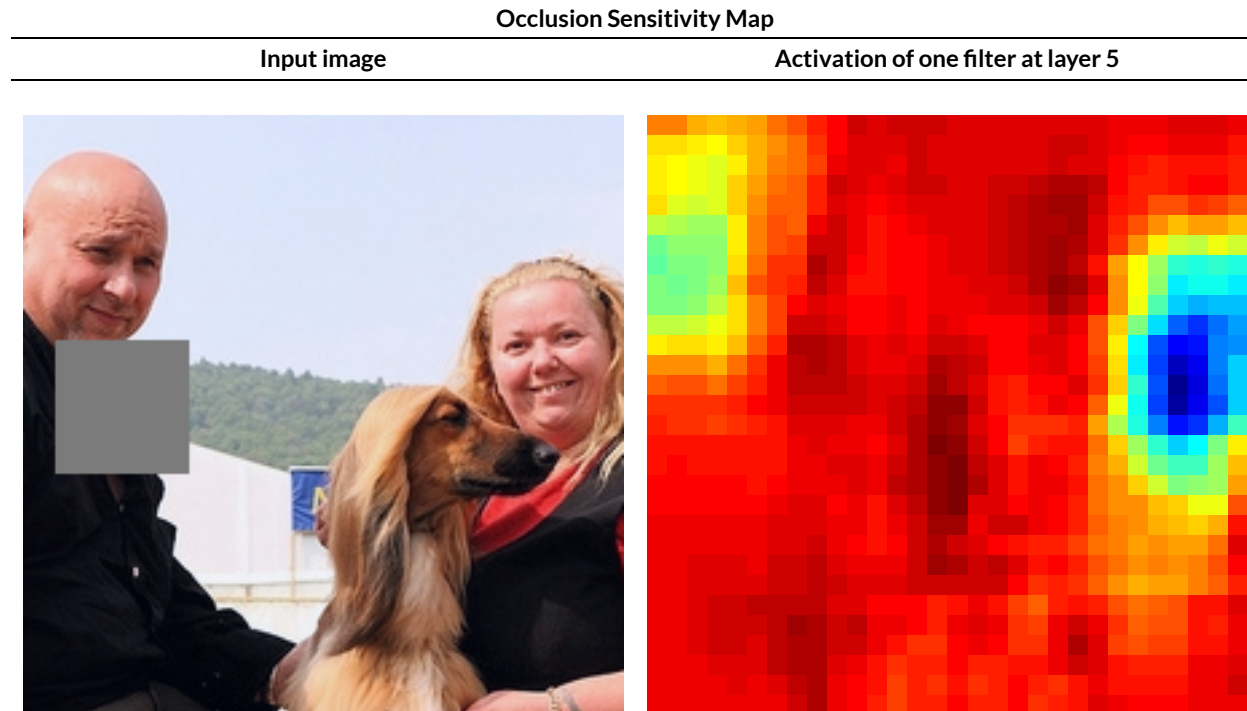 Occlusion Sensitivity Map
Input image
Activation of one filter at layer 5